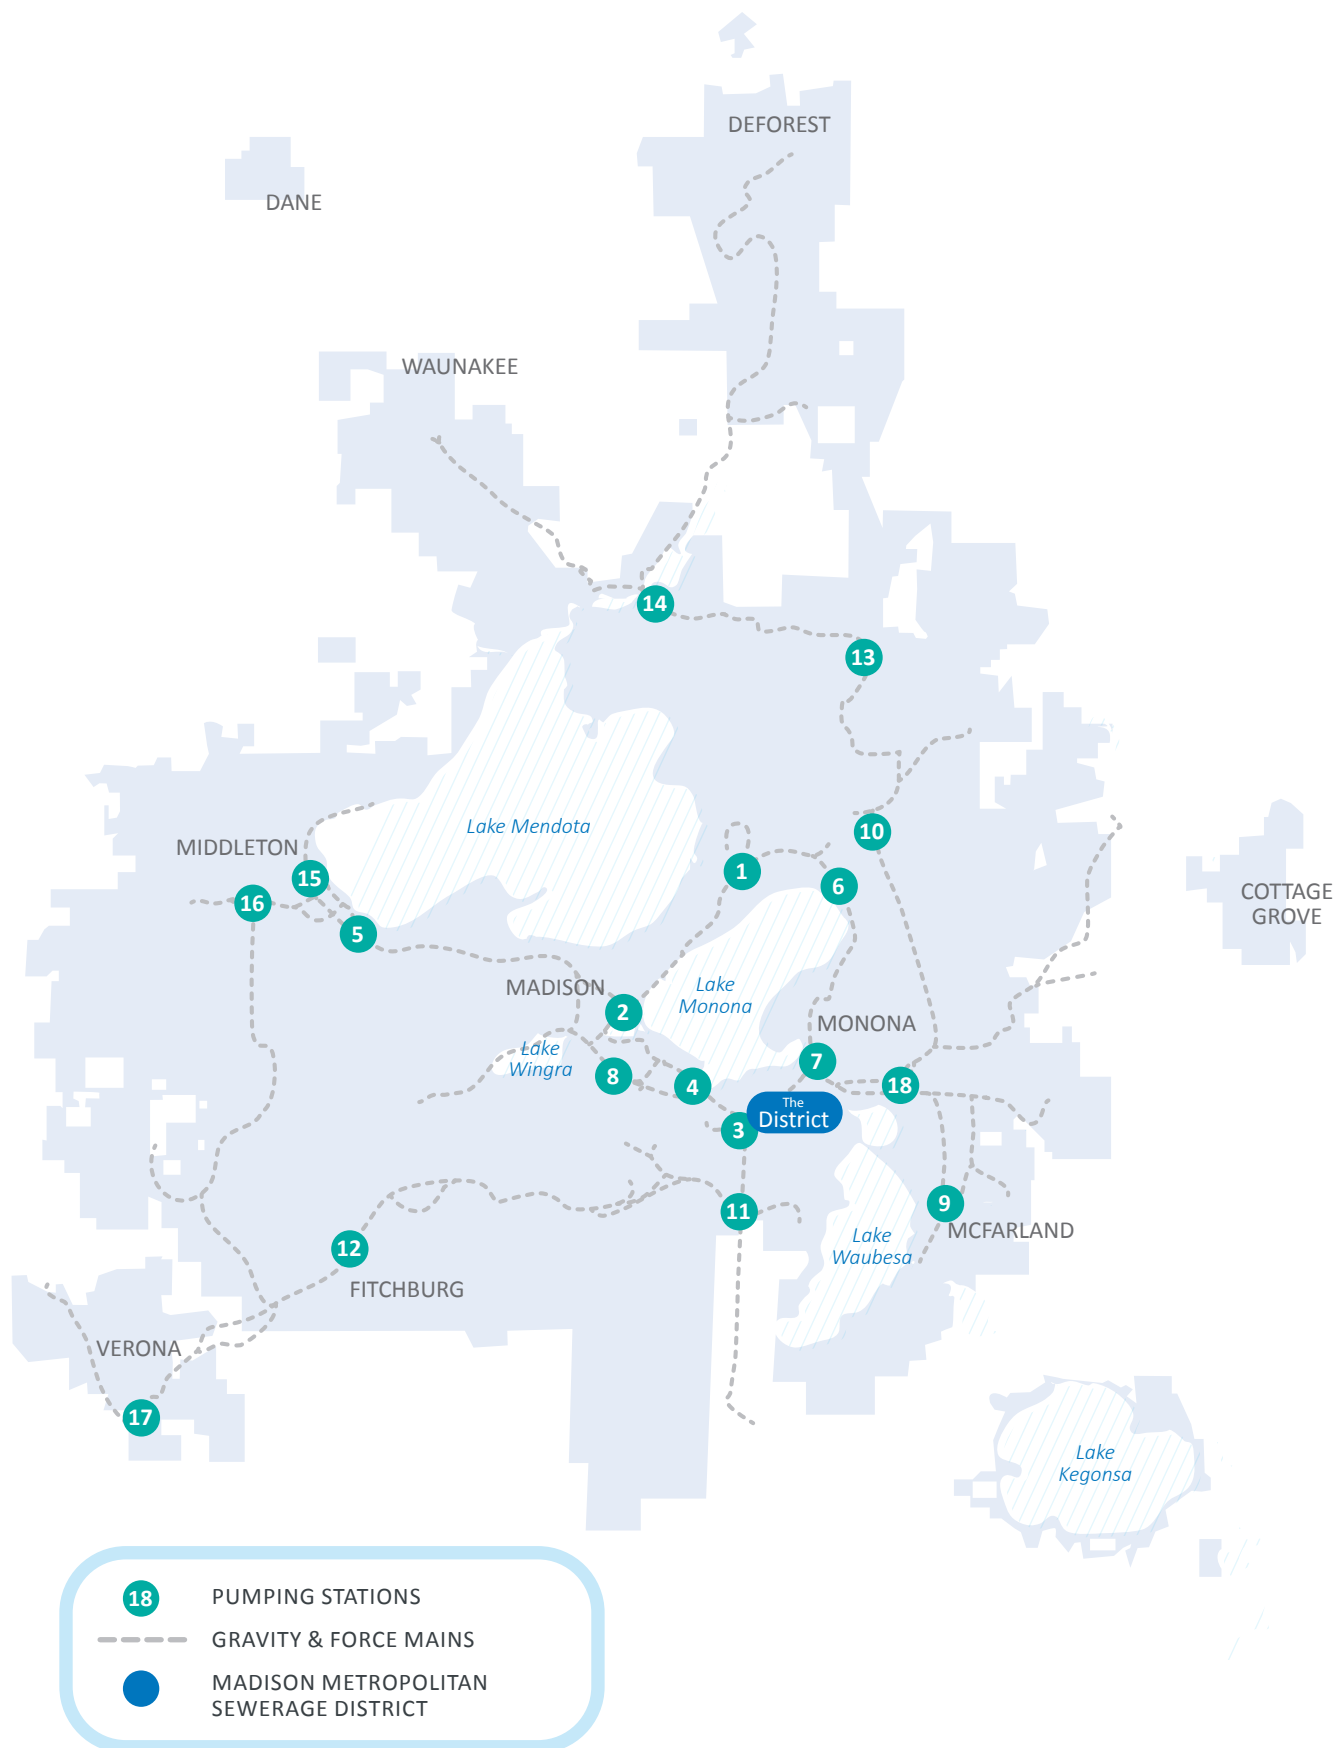 DEFOREST
DANE
WAUNAKEE
14
13
Lake Mendota
10
MIDDLETON
1
15
6
16
COTTAGE
GROVE
5
MADISON
Lake
Monona
2
MONONA
Lake
Wingra
7
8
4
18
The
District
3
9
11
MCFARLAND
Lake
Waubesa
12
FITCHBURG
VERONA
17
Lake
Kegonsa
18 PUMPING STATIONS
GRAVITY & FORCE MAINS
MADISON METROPOLITAN
SEWERAGE DISTRICT